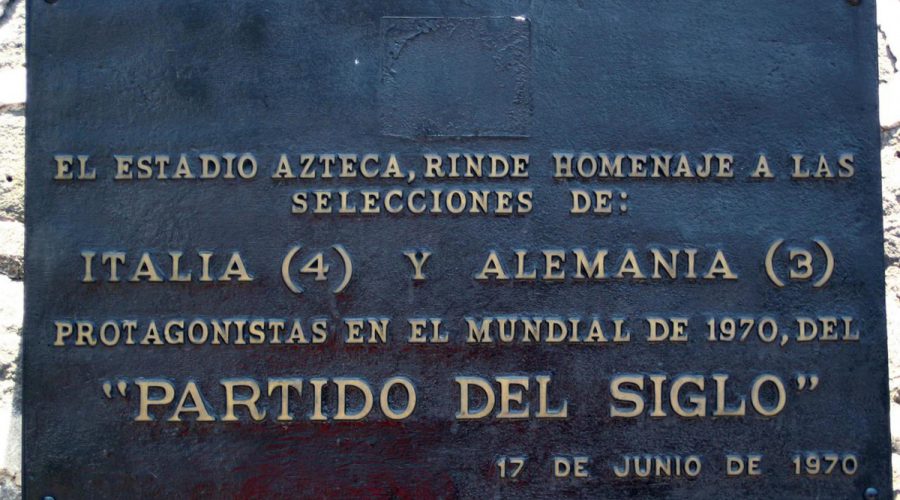 EL ESTADIO AZTECA, RINDE HOMENAJE A LAS
SELECCIONES DE:
ITALIA (4) Y ALEMANIA (3)
PROTAGONISTAS EN EL MUNDIAL DE 1970, DEL
"PARTIDO DEL SIGLO"
17 DE JUNIO DE 1970